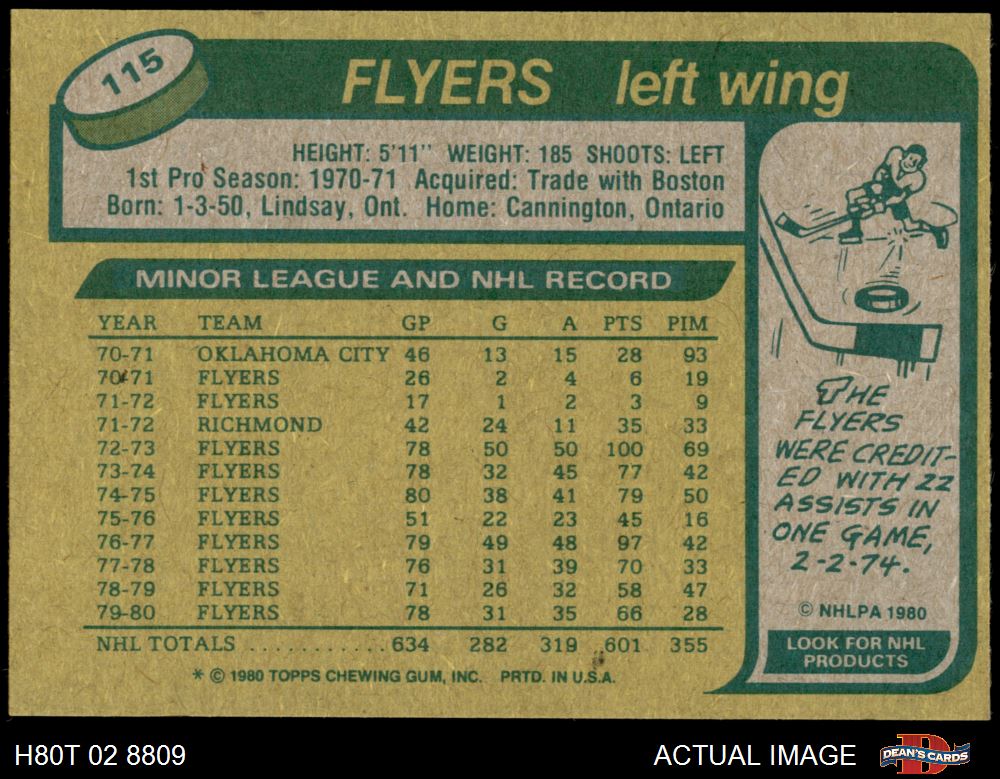 115
FLYERS left wing
HEIGHT: 5'11'' WEIGHT: 185 SHOOTS: LEFT
1st Pro Season: 1970-71 Acquired: Trade with Boston
Born: 1-3-50, Lindsay, Ont. Home: Cannington, Ontario
MINOR LEAGUE AND NHL RECORD
YEAR TEAM GP G A PTS PIM
70-71 OKLAHOMA CITY 46 13 15 28 93
70-71 FLYERS 26 2 4 6 19
71-72 FLYERS 17 1 2 3 9
71-72 RICHMOND 42 24 11 35 33
72-73 FLYERS 78 50 50 100 69
73-74 FLYERS 78 32 45 77 42
74-75 FLYERS 80 38 41 79 50
75-76 FLYERS 51 22 23 45 16
76-77 FLYERS 79 49 48 97 42
77-78 FLYERS 76 31 39 70 33
78-79 FLYERS 71 26 32 58 47
79-80 FLYERS 78 31 35 66 28
NHL TOTALS ........... 634 282 319 601 355
* © 1980 TOPPS CHEWING GUM, INC. PRTD. IN U.S.A.
THE
FLYERS
WERE CREDIT-
ED WITH 22
ASSISTS IN
ONE GAME,
2-2-74.
© NHLPA 1980
LOOK FOR NHL
PRODUCTS
H80T 02 8809
ACTUAL IMAGE
DEAN'S CARDS